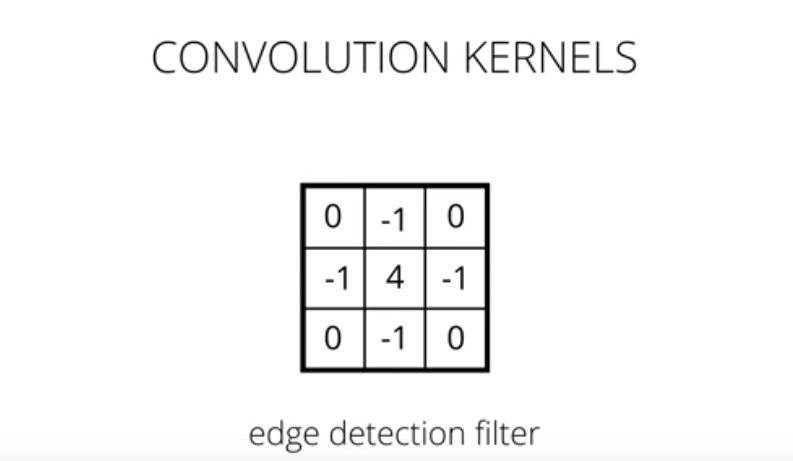 CONVOLUTION KERNELS
0 -1 0
-1 4 -1
0 -1 0
edge detection filter